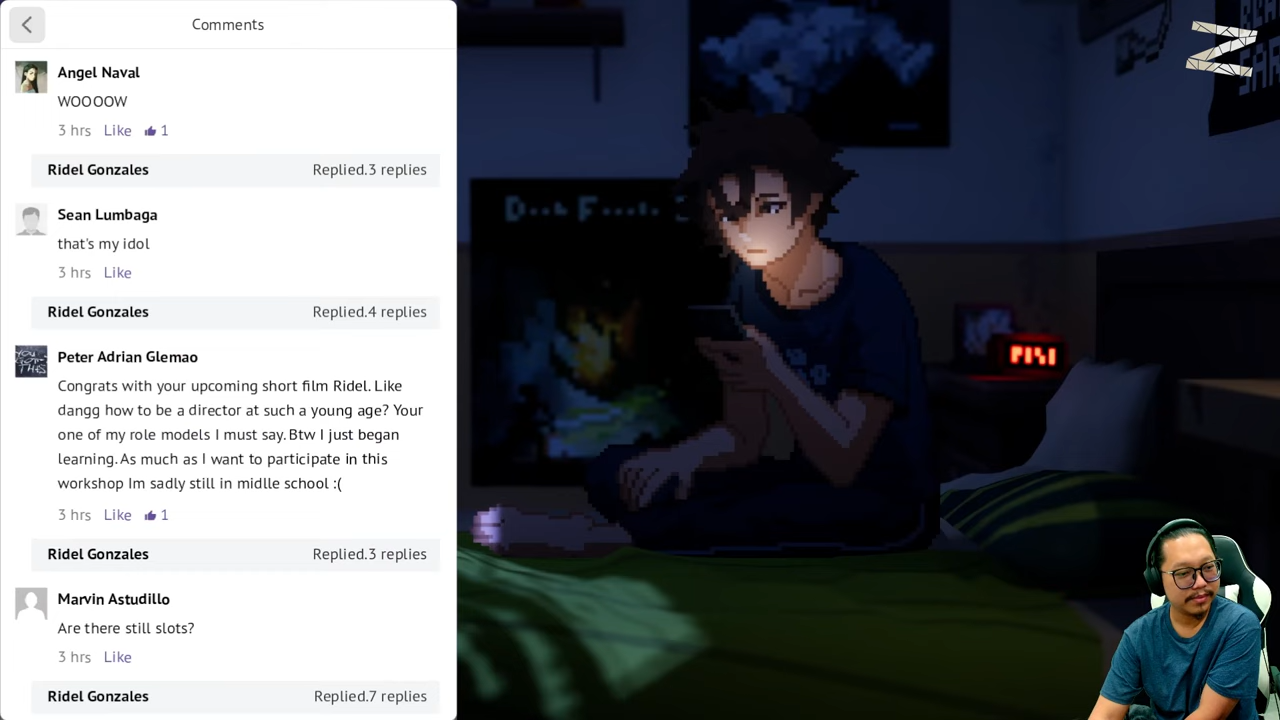 Comments
Angel Naval
WOOOOW
3 hrs Like 1
Ridel Gonzales Replied.3 replies
Sean Lumbaga
that's my idol
3 hrs Like
Ridel Gonzales Replied.4 replies
Peter Adrian Glemao
Congrats with your upcoming short film Ridel. Like
dangg how to be a director at such a young age? Your
one of my role models I must say. Btw I just began
learning. As much as I want to participate in this
workshop Im sadly still in midlle school :(
3 hrs Like 1
Ridel Gonzales Replied.3 replies
Marvin Astudillo
Are there still slots?
3 hrs Like
Ridel Gonzales Replied.7 replies